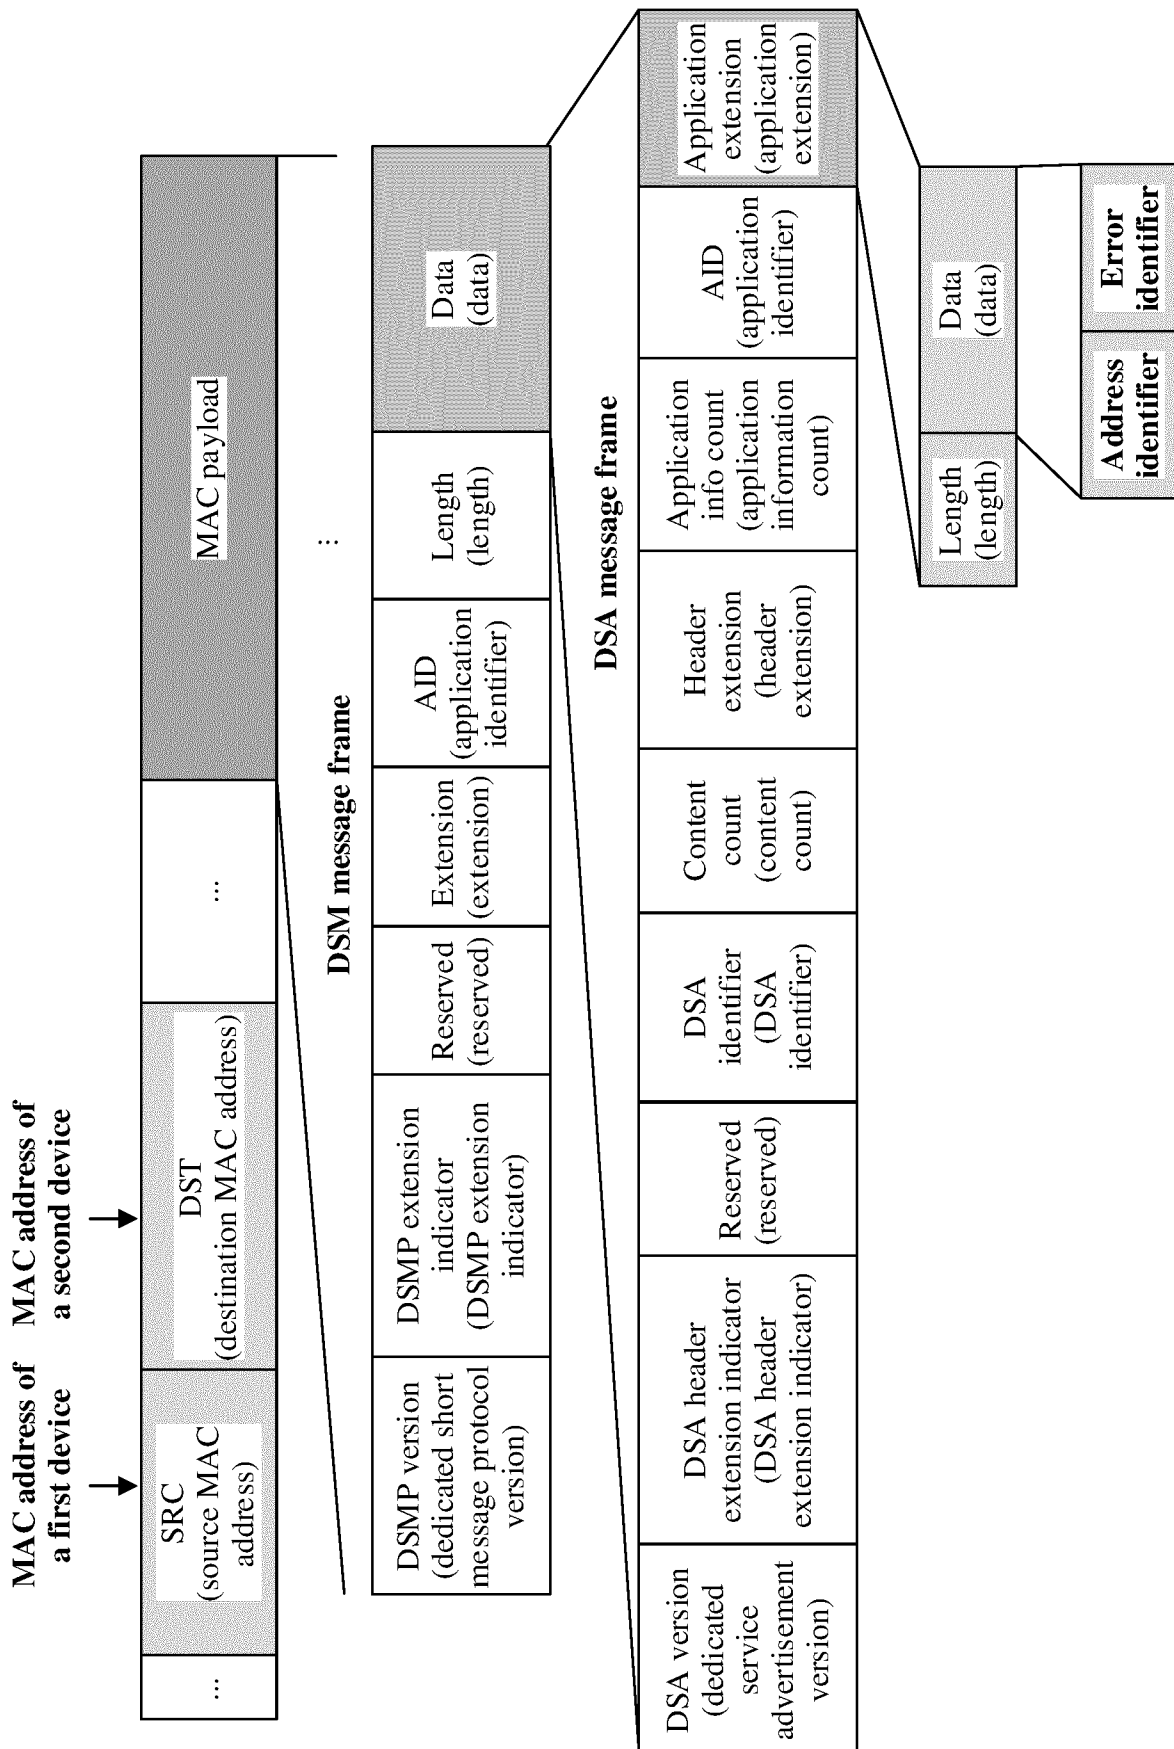 MAC address of
a first device
MAC address of
a second device
...
SRC
(source MAC
address)
DST
(destination MAC address)
...
MAC payload
DSM message frame
...
DSMP version
(dedicated short
message protocol
version)
DSMP extension
indicator
(DSMP extension
indicator)
Reserved
(reserved)
Extension
(extension)
AID
(application
identifier)
Length
(length)
Data
(data)
DSA message frame
DSA version
(dedicated
service
advertisement
version)
DSA header
extension indicator
(DSA header
extension indicator)
Reserved
(reserved)
DSA
identifier
(DSA
identifier)
Content
count
(content
count)
Header
extension
(header
extension)
Application
info count
(application
information
count)
AID
(application
identifier)
Application
extension
(application
extension)
Length
(length)
Data
(data)
Address
identifier
Error
identifier